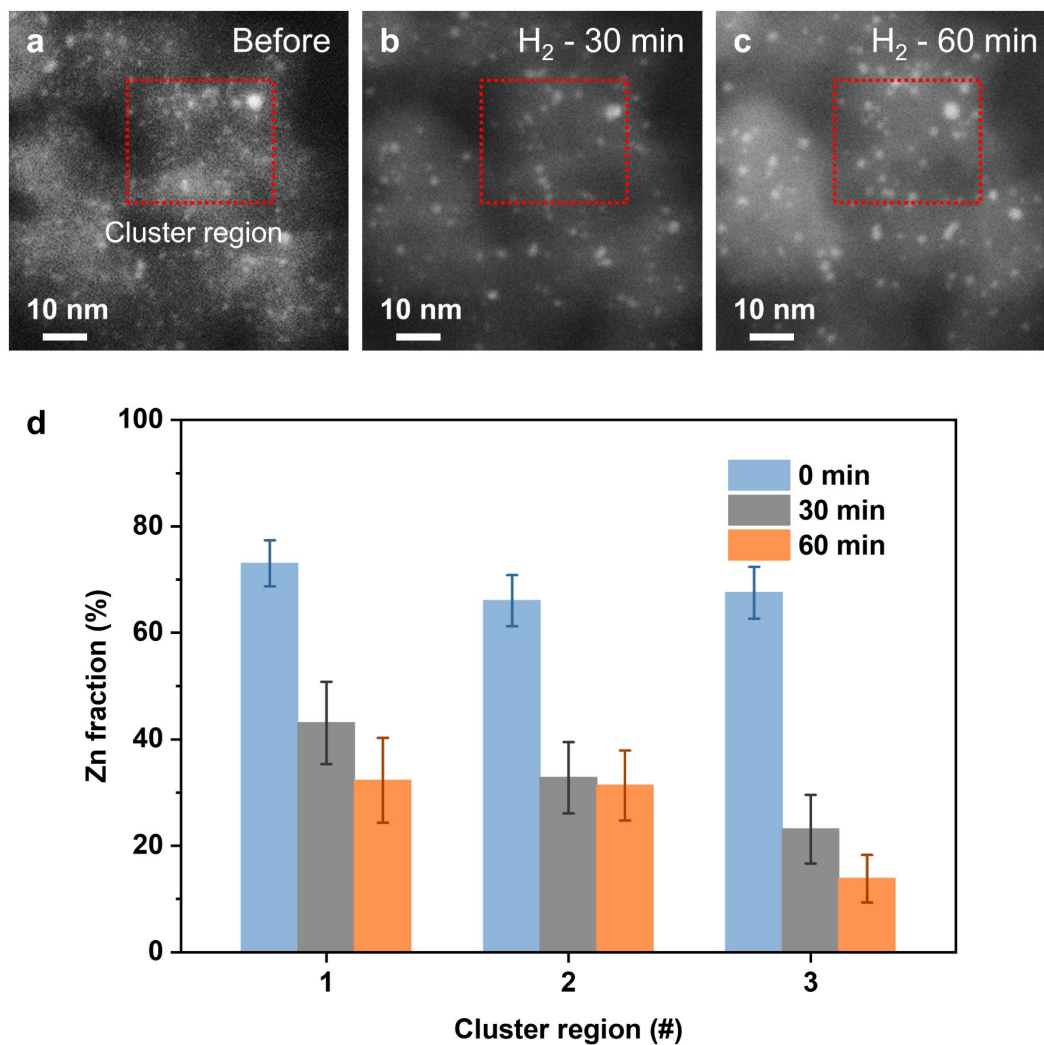 a
Before
Cluster region
10 nm
b
H₂ - 30 min
10 nm
c
H₂ - 60 min
10 nm
d
100
80
60
40
20
0
Zn fraction (%)
0 min
30 min
60 min
1
2
3
Cluster region (#)